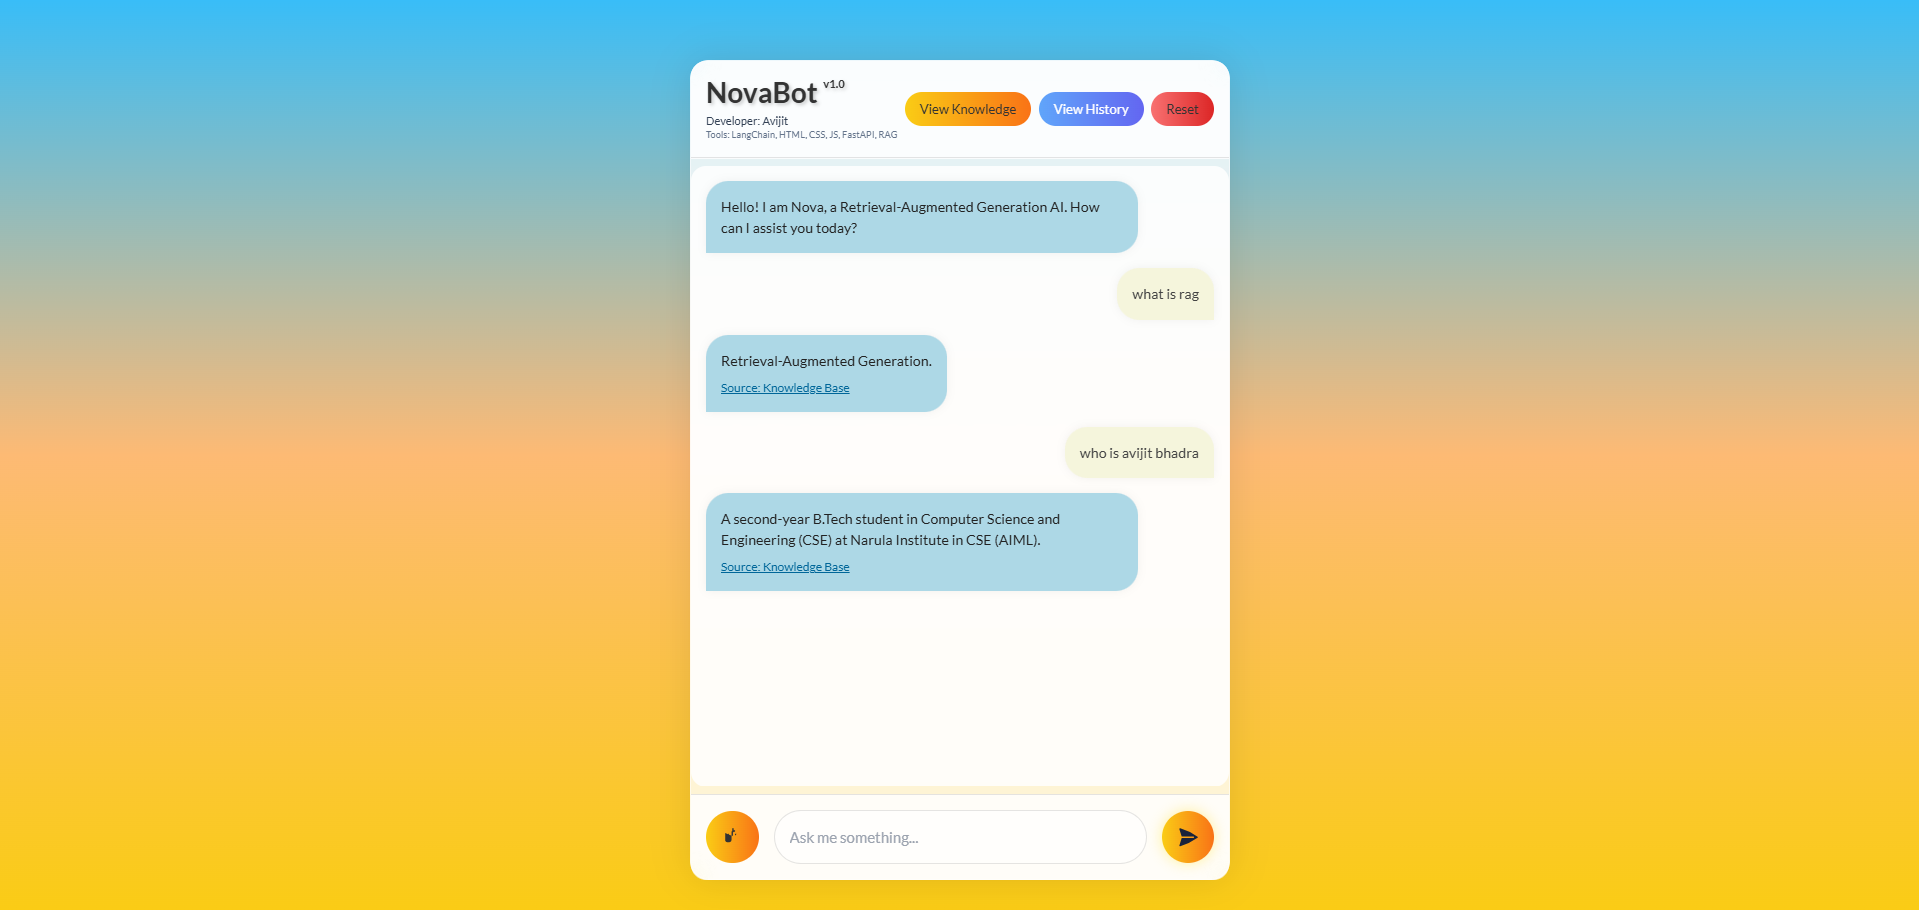 NovaBot v1.0
Developer: Avijit
Tools: LangChain, HTML, CSS, JS, FastAPI, RAG
View Knowledge
View History
Reset
Hello! I am Nova, a Retrieval-Augmented Generation AI. How
can I assist you today?
what is rag
Retrieval-Augmented Generation.
Source: Knowledge Base
who is avijit bhadra
A second-year B.Tech student in Computer Science and
Engineering (CSE) at Narula Institute in CSE (AIML).
Source: Knowledge Base
Ask me something...